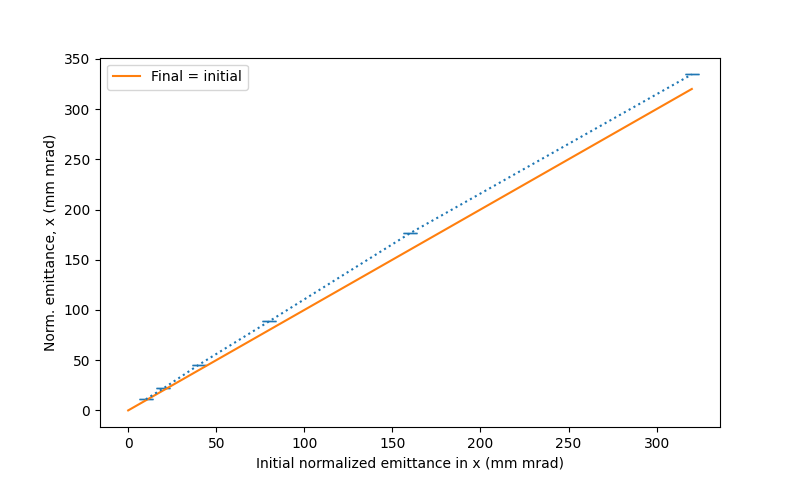 Final = initial
350
300
250
200
150
100
50
0
Norm. emittance, x (mm mrad)
0 50 100 150 200 250 300
Initial normalized emittance in x (mm mrad)